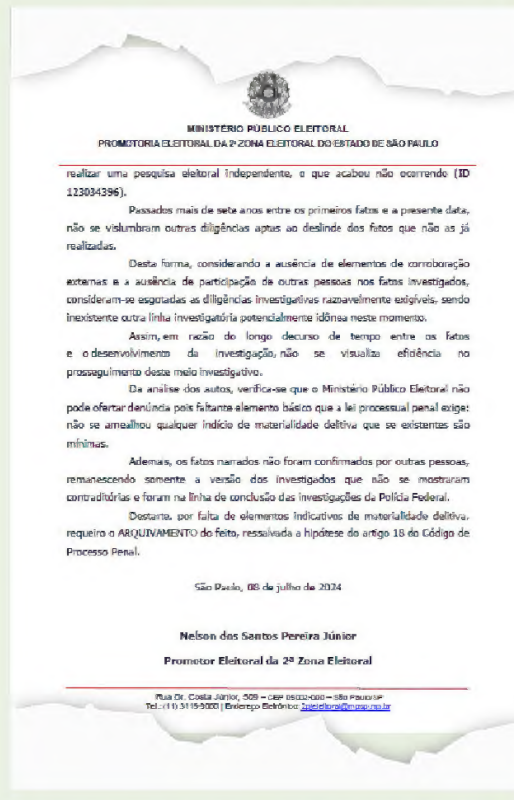 MINISTÉRIO PÚBLICO ELEITORAL
PROMOTORIA ELEITORAL DA 2ª ZONA ELEITORAL DO ESTADO DE SÃO PAULO
realizar uma pesquisa eleitoral independente, o que acabou não ocorrendo (ID
123034396).
Passados mais de sete anos entre os primeiros fatos e a presente data,
não se vislumbram outras diligências aptas ao deslinde dos fatos que não as já
realizadas.
Desta forma, considerando a ausência de elementos de corroboração
externas e a ausência de participação de outras pessoas nos fatos investigados,
consideram-se esgotadas as diligências investigativas razoavelmente exigíveis, sendo
inexistente outra linha investigatória potencialmente idônea neste momento.
Assim, em razão do longo decurso de tempo entre os fatos
e o desenvolvimento da investigação, não se visualiza eficiência no
prosseguimento deste meio investigativo.
Da análise dos autos, verifica-se que o Ministério Público Eleitoral não
pode ofertar denúncia pois faltante elemento básico que a lei processual penal exige:
não se amealhou qualquer indício de materialidade delitiva que se existentes são
mínimas.
Ademais, os fatos narrados não foram confirmados por outras pessoas,
remanescendo somente a versão dos investigados que não se mostraram
contraditórias e foram na linha de conclusão das investigações da Polícia Federal.
Destarte, por falta de elementos indicativos de materialidade delitiva,
requeiro o ARQUIVAMENTO do feito, ressalvada a hipótese do artigo 18 do Código de
Processo Penal.
São Paulo, 08 de julho de 2024
Nelson dos Santos Pereira Júnior
Promotor Eleitoral da 2ª Zona Eleitoral
Rua Dr. Costa Júnior, 509 – CEP – São Paulo/SP
Tel.: (11) | Endereço Eletrônico: